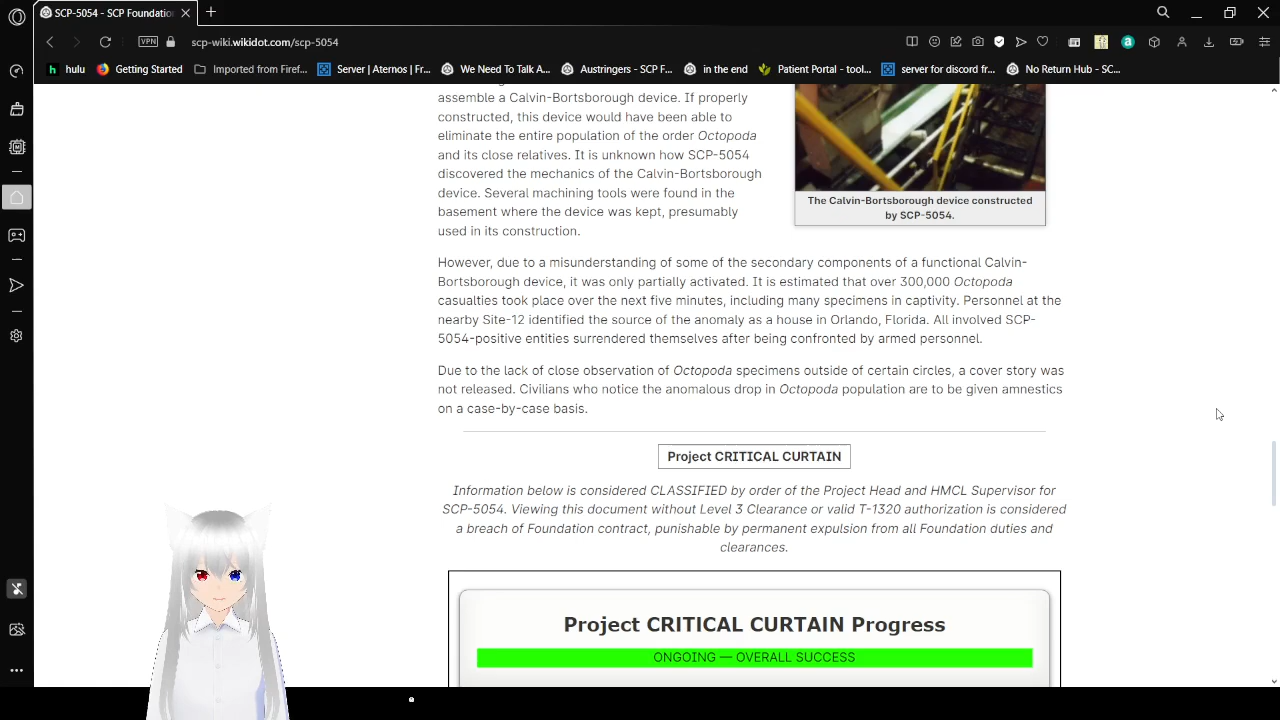 SCP-5054 - SCP Foundatio
VPN
scp-wiki.wikidot.com/scp-5054
hulu
Getting Started
Imported from Firef...
Server | Aternos | Fr...
We Need To Talk A...
Austringers - SCP F...
in the end
Patient Portal - tool...
server for discord fr...
No Return Hub - SC...
assemble a Calvin-Bortsborough device. If properly
constructed, this device would have been able to
eliminate the entire population of the order Octopoda
and its close relatives. It is unknown how SCP-5054
discovered the mechanics of the Calvin-Bortsborough
device. Several machining tools were found in the
basement where the device was kept, presumably
used in its construction.
The Calvin-Bortsborough device constructed
by SCP-5054.
However, due to a misunderstanding of some of the secondary components of a functional Calvin-
Bortsborough device, it was only partially activated. It is estimated that over 300,000 Octopoda
casualties took place over the next five minutes, including many specimens in captivity. Personnel at the
nearby Site-12 identified the source of the anomaly as a house in Orlando, Florida. All involved SCP-
5054-positive entities surrendered themselves after being confronted by armed personnel.
Due to the lack of close observation of Octopoda specimens outside of certain circles, a cover story was
not released. Civilians who notice the anomalous drop in Octopoda population are to be given amnestics
on a case-by-case basis.
Project CRITICAL CURTAIN
Information below is considered CLASSIFIED by order of the Project Head and HMCL Supervisor for
SCP-5054. Viewing this document without Level 3 Clearance or valid T-1320 authorization is considered
a breach of Foundation contract, punishable by permanent expulsion from all Foundation duties and
clearances.
Project CRITICAL CURTAIN Progress
ONGOING — OVERALL SUCCESS